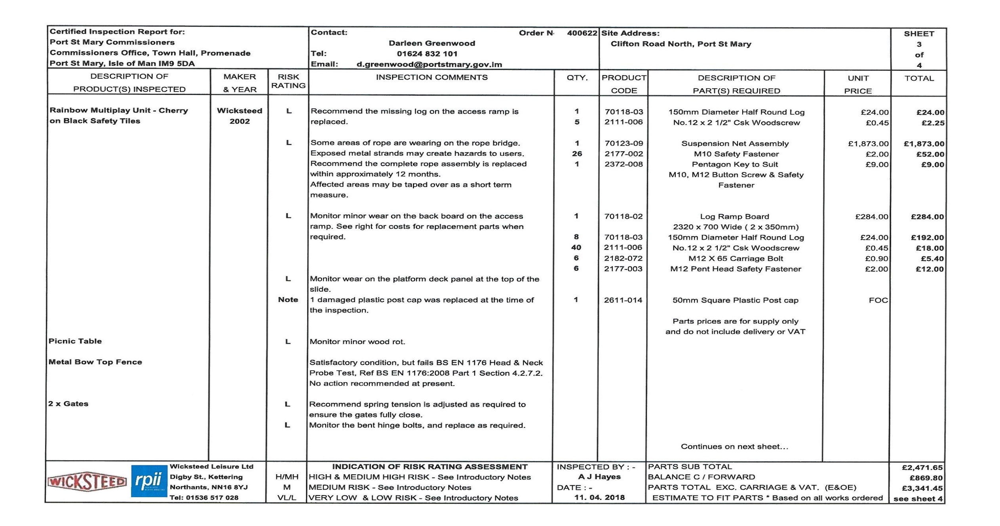 Certified Inspection Report for:
Port St Mary Commissioners
Commissioners Office, Town Hall, Promenade
Port St Mary, Isle of Man IM9 5DA
Contact: Order N 400622
Darleen Greenwood
Tel: 01624 832 101
Email: d.greenwood@portstmary.gov.im
Site Address:
Clifton Road North, Port St Mary
SHEET
3
of
4
DESCRIPTION OF
PRODUCT(S) INSPECTED
MAKER
& YEAR
RISK
RATING
INSPECTION COMMENTS
QTY.
PRODUCT
CODE
DESCRIPTION OF
PART(S) REQUIRED
UNIT
PRICE
TOTAL
Rainbow Multiplay Unit - Cherry Wicksteed L Recommend the missing log on the access ramp is 1 70118-03 150mm Diameter Half Round Log £24.00 £24.00
on Black Safety Tiles 2002 replaced. 5 2111-006 No.12 x 2 1/2" Csk Woodscrew £0.45 £2.25
L Some areas of rope are wearing on the rope bridge. 1 70123-09 Suspension Net Assembly £1,873.00 £1,873.00
Exposed metal strands may create hazards to users. 26 2177-002 M10 Safety Fastener £2.00 £52.00
Recommend the complete rope assembly is replaced 1 2372-008 Pentagon Key to Suit £9.00 £9.00
within approximately 12 months. M10, M12 Button Screw & Safety
Affected areas may be taped over as a short term Fastener
measure.
L Monitor minor wear on the back board on the access 1 70118-02 Log Ramp Board £284.00 £284.00
ramp. See right for costs for replacement parts when 2320 x 700 Wide ( 2 x 350mm)
required. 8 70118-03 150mm Diameter Half Round Log £24.00 £192.00
40 2111-006 No.12 x 2 1/2" Csk Woodscrew £0.45 £18.00
6 2182-072 M12 X 65 Carriage Bolt £0.90 £5.40
6 2177-003 M12 Pent Head Safety Fastener £2.00 £12.00
L Monitor wear on the platform deck panel at the top of the
slide.
Note 1 damaged plastic post cap was replaced at the time of 1 2611-014 50mm Square Plastic Post cap FOC
the inspection.
Parts prices are for supply only
and do not include delivery or VAT
Picnic Table L Monitor minor wood rot.
Metal Bow Top Fence Satisfactory condition, but fails BS EN 1176 Head & Neck
Probe Test, Ref BS EN 1176:2008 Part 1 Section 4.2.7.2.
No action recommended at present.
2 x Gates L Recommend spring tension is adjusted as required to
ensure the gates fully close.
L Monitor the bent hinge bolts, and replace as required.
Continues on next sheet...
WICKSTEED
rpii
Wicksteed Leisure Ltd
Digby St., Kettering
Northants, NN16 8YJ
Tel: 01536 517 028
INDICATION OF RISK RATING ASSESSMENT
H/MH HIGH & MEDIUM HIGH RISK - See Introductory Notes
M MEDIUM RISK - See Introductory Notes
VL/L VERY LOW & LOW RISK - See Introductory Notes
INSPECTED BY : -
A J Hayes
DATE : -
11. 04. 2018
PARTS SUB TOTAL £2,471.65
BALANCE C / FORWARD £869.80
PARTS TOTAL EXC. CARRIAGE & VAT. (E&OE) £3,341.45
ESTIMATE TO FIT PARTS * Based on all works ordered see sheet 4